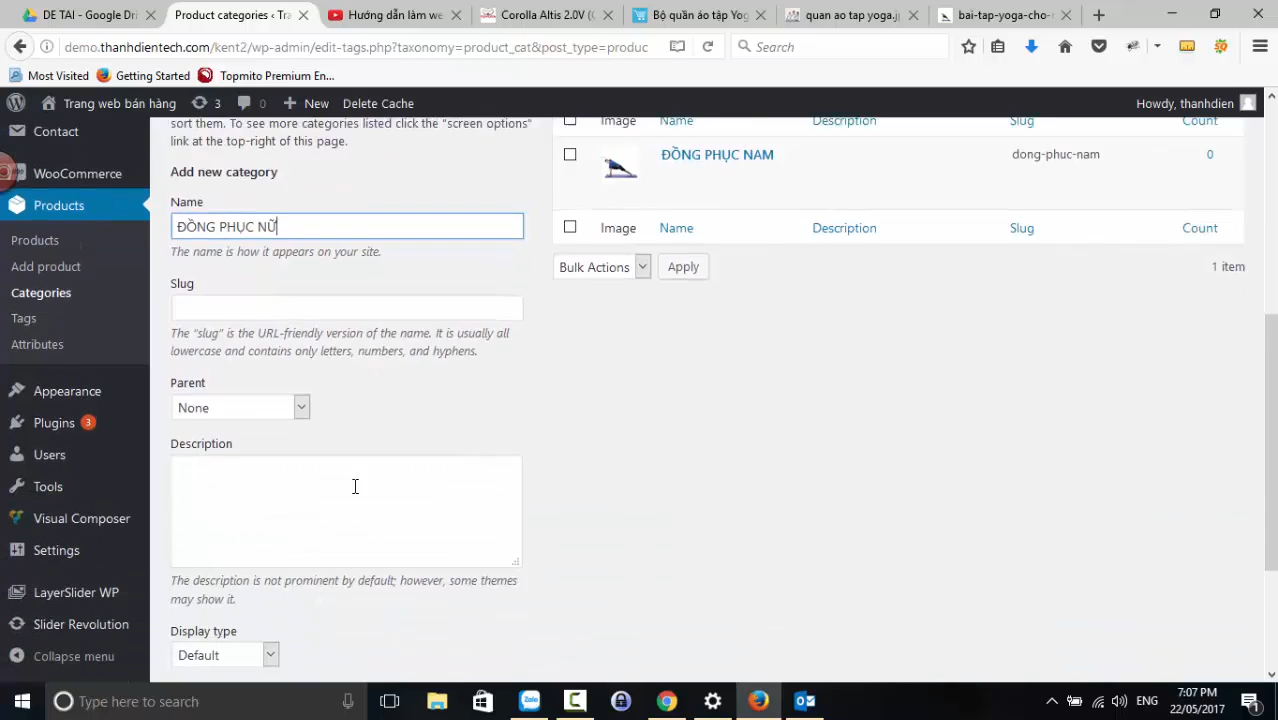 DE TAI - Google Dri
Product categories ‹ Tra
Hướng dẫn làm we
Corolla Altis 2.0V (
Bộ quần áo tập Yog
quan ao tap yoga.j
bai-tap-yoga-cho-
demo.thanhdientech.com/kent2/wp-admin/edit-tags.php?taxonomy=product_cat&post_type=produc
Search
Most Visited
Getting Started
Topmito Premium En...
Trang web bán hàng
3
0
New
Delete Cache
Howdy, thanhdien
Contact
WooCommerce
Products
Products
Add product
Categories
Tags
Attributes
Appearance
Plugins 3
Users
Tools
Visual Composer
Settings
LayerSlider WP
Slider Revolution
Collapse menu
sort them. To see more categories listed click the "screen options"
link at the top-right of this page.
Add new category
Name
ĐỒNG PHỤC NỮ
The name is how it appears on your site.
Slug
The "slug" is the URL-friendly version of the name. It is usually all
lowercase and contains only letters, numbers, and hyphens.
Parent
None
Description
The description is not prominent by default; however, some themes
may show it.
Display type
Default
Image Name Description Slug Count
ĐỒNG PHỤC NAM dong-phuc-nam 0
Image Name Description Slug Count
Bulk Actions Apply 1 item
Type here to search
Zalo
ENG
7:07 PM
22/05/2017
1